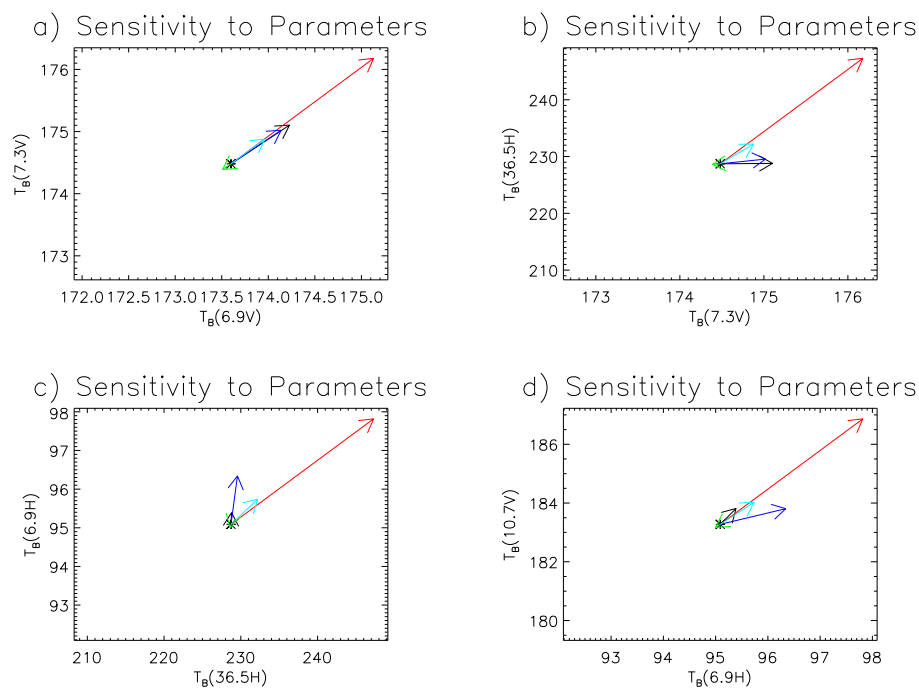 a) Sensitivity to Parameters
176
175
174
173
T_B(7.3V)
172.0 172.5 173.0 173.5 174.0 174.5 175.0
T_B(6.9V)
b) Sensitivity to Parameters
240
230
220
210
T_B(36.5H)
173 174 175 176
T_B(7.3V)
c) Sensitivity to Parameters
98
97
96
95
94
93
T_B(6.9H)
210 220 230 240
T_B(36.5H)
d) Sensitivity to Parameters
186
184
182
180
T_B(10.7V)
93 94 95 96 97 98
T_B(6.9H)